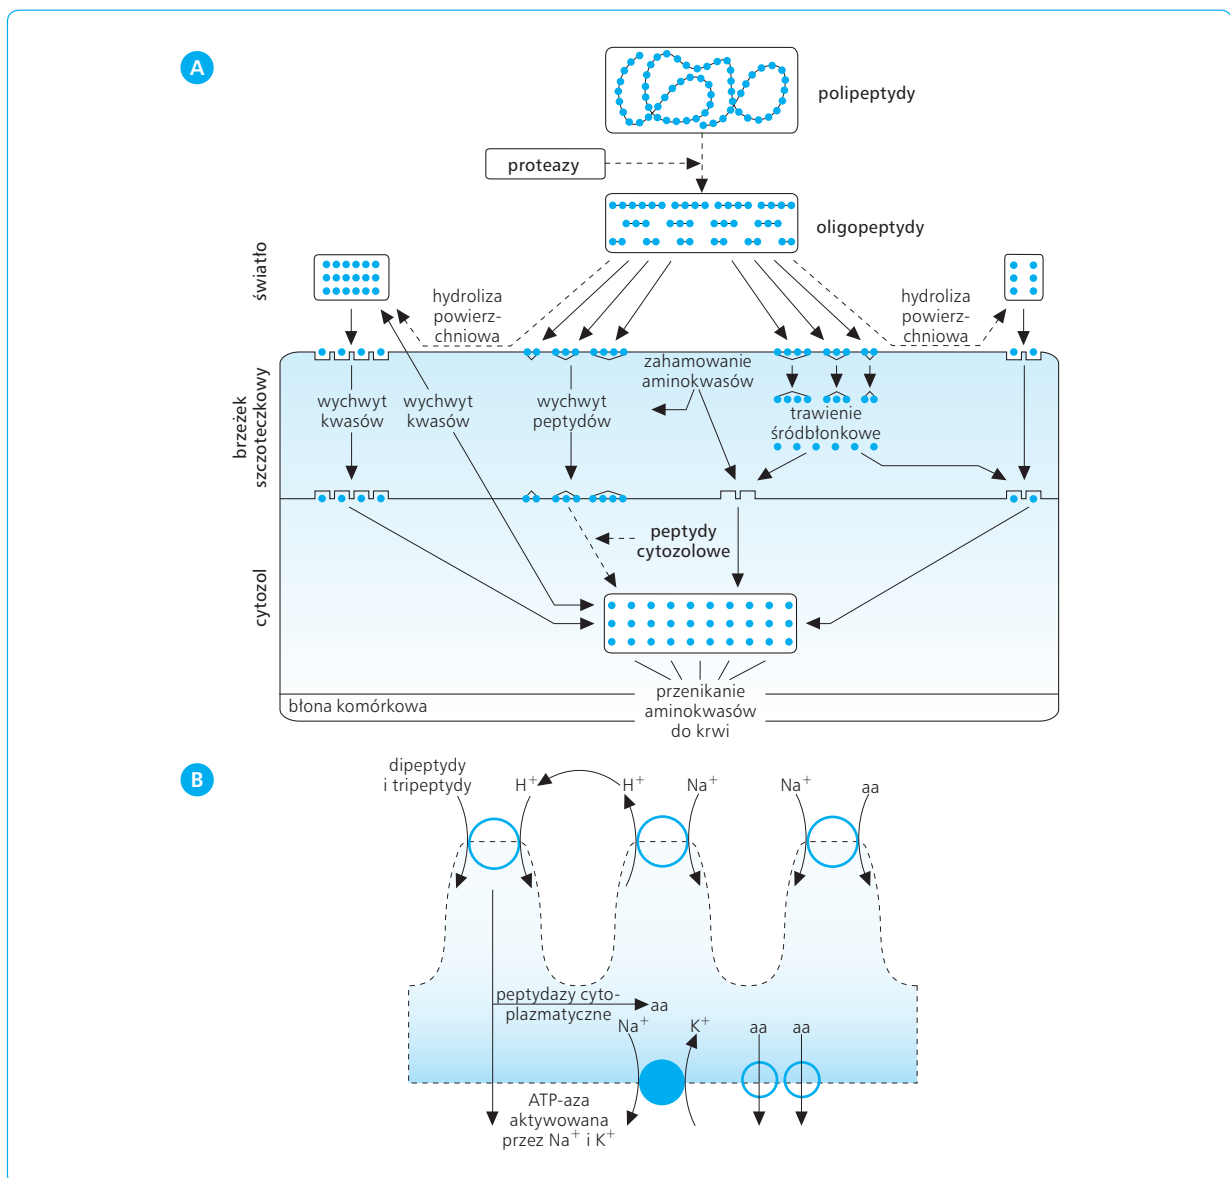 A
polipeptydy
proteazy
oligopeptydy
światło
hydroliza
powierz-
chniowa
hydroliza
powierz-
chniowa
brzeżek
szczoteczkowy
wychwyt
kwasów
wychwyt
kwasów
wychwyt
peptydów
zahamowanie
aminokwasów
trawienie
śródbłonkowe
cytozol
peptydy
cytozolowe
błona komórkowa
przenikanie
aminokwasów
do krwi
B
dipeptydy
i tripeptydy
H⁺
H⁺
Na⁺
Na⁺
aa
peptydazy cyto-
plazmatyczne
aa
Na⁺
K⁺
aa
aa
ATP-aza
aktywowana
przez Na⁺ i K⁺